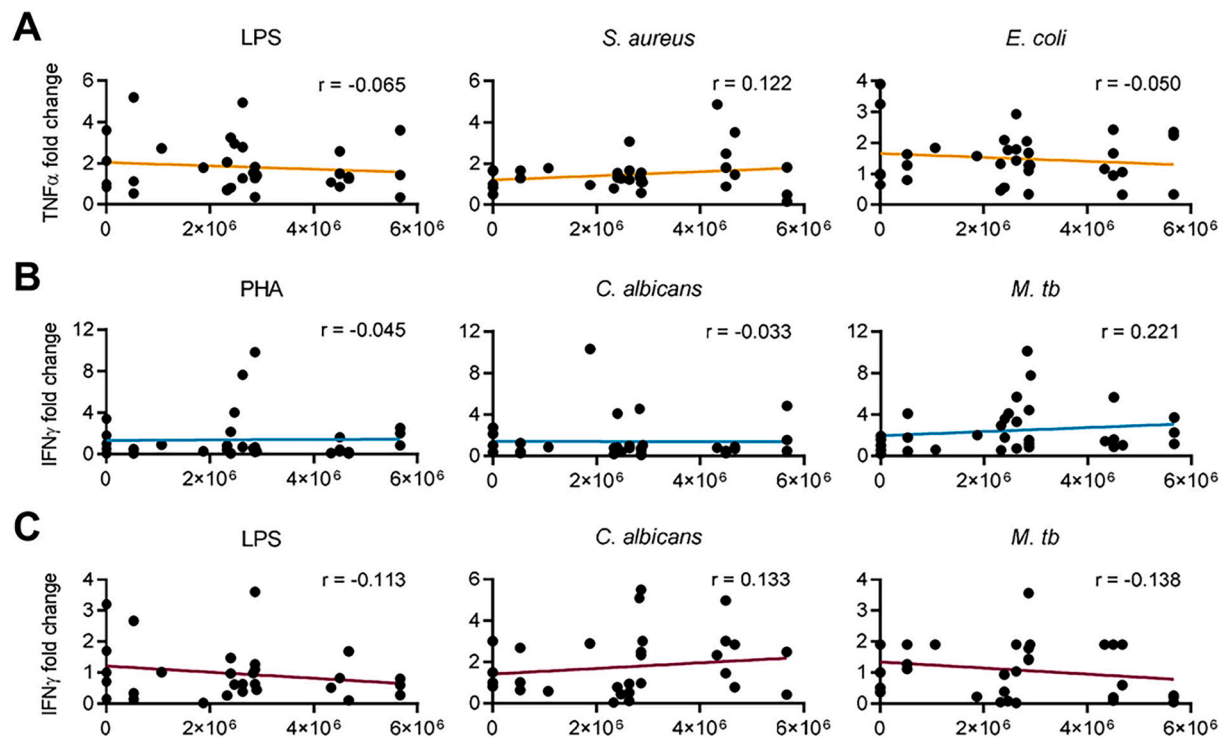 A
LPS
S. aureus
E. coli
TNFα fold change
r = -0.065
r = 0.122
r = -0.050
6
4
2
0
6
4
2
0
4
3
2
1
0
0 2×10⁶ 4×10⁶ 6×10⁶
0 2×10⁶ 4×10⁶ 6×10⁶
0 2×10⁶ 4×10⁶ 6×10⁶
B
PHA
C. albicans
M. tb
IFNγ fold change
r = -0.045
r = -0.033
r = 0.221
12
8
4
0
12
8
4
0
12
8
4
0
0 2×10⁶ 4×10⁶ 6×10⁶
0 2×10⁶ 4×10⁶ 6×10⁶
0 2×10⁶ 4×10⁶ 6×10⁶
C
LPS
C. albicans
M. tb
IFNγ fold change
r = -0.113
r = 0.133
r = -0.138
4
3
2
1
0
6
4
2
0
4
3
2
1
0
0 2×10⁶ 4×10⁶ 6×10⁶
0 2×10⁶ 4×10⁶ 6×10⁶
0 2×10⁶ 4×10⁶ 6×10⁶